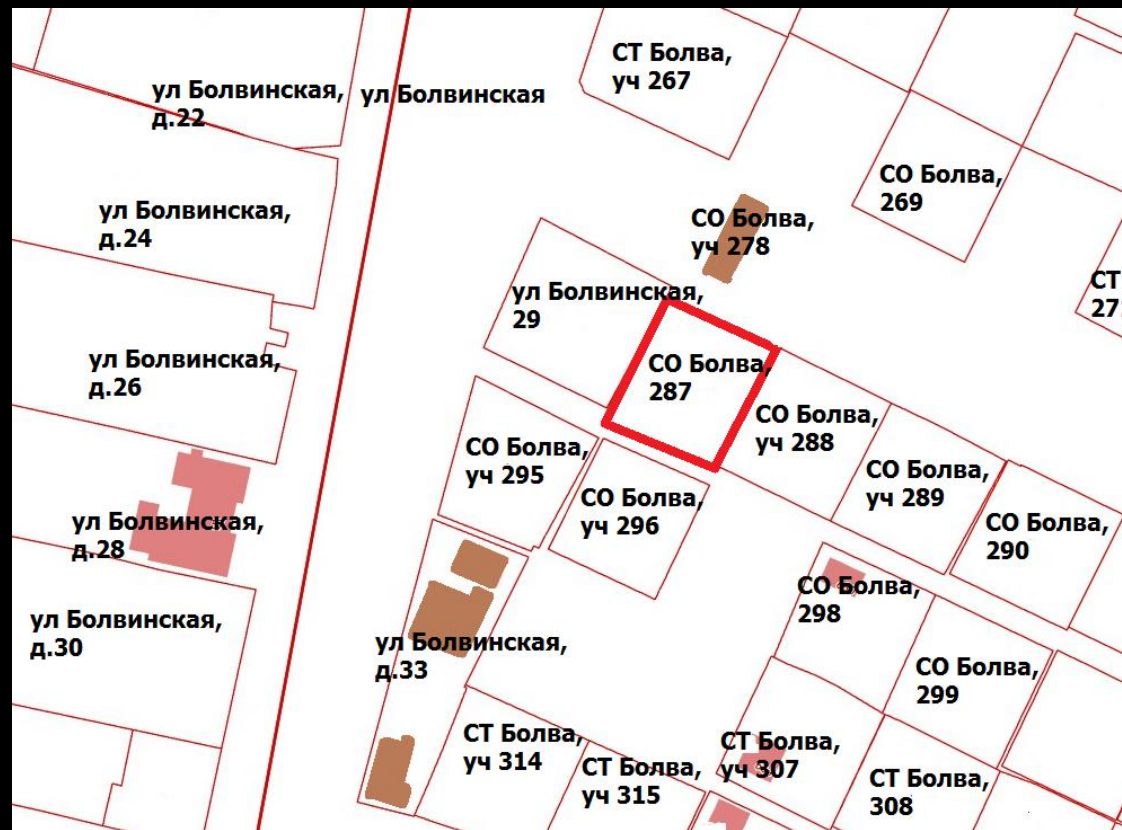 СТ Болва,
уч 267
ул Болвинская,
д.22
ул Болвинская
СО Болва,
269
ул Болвинская,
д.24
СО Болва,
уч 278
СТ
ул Болвинская,
29
ул Болвинская,
д.26
СО Болва,
287
СО Болва,
уч 288
СО Болва,
уч 295
СО Болва,
уч 289
СО Болва,
уч 296
СО Болва,
290
ул Болвинская,
д.28
СО Болва,
298
ул Болвинская,
д.30
ул Болвинская,
д.33
СО Болва,
299
СТ Болва,
уч 314
СТ Болва,
уч 307
СТ Болва,
уч 315
СТ Болва,
308